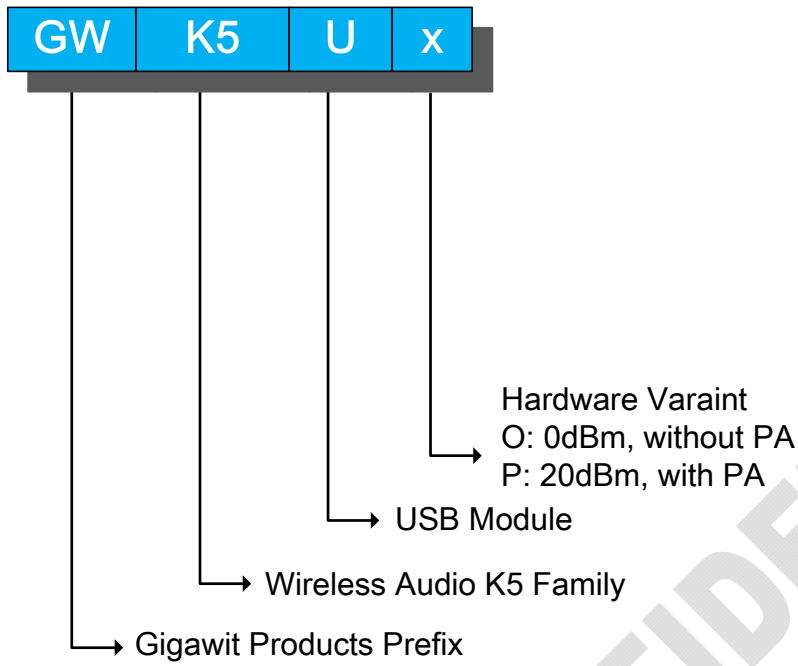 GW K5 U x
Hardware Varaint
O: 0dBm, without PA
P: 20dBm, with PA
USB Module
Wireless Audio K5 Family
Gigawit Products Prefix